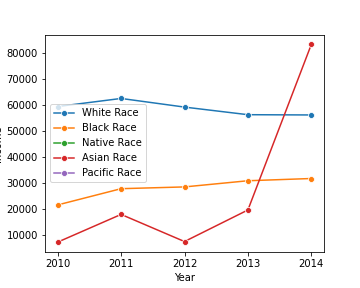 80000
70000
60000
50000
40000
30000
20000
10000
White Race
Black Race
Native Race
Asian Race
Pacific Race
2010 2011 2012 2013 2014
Year